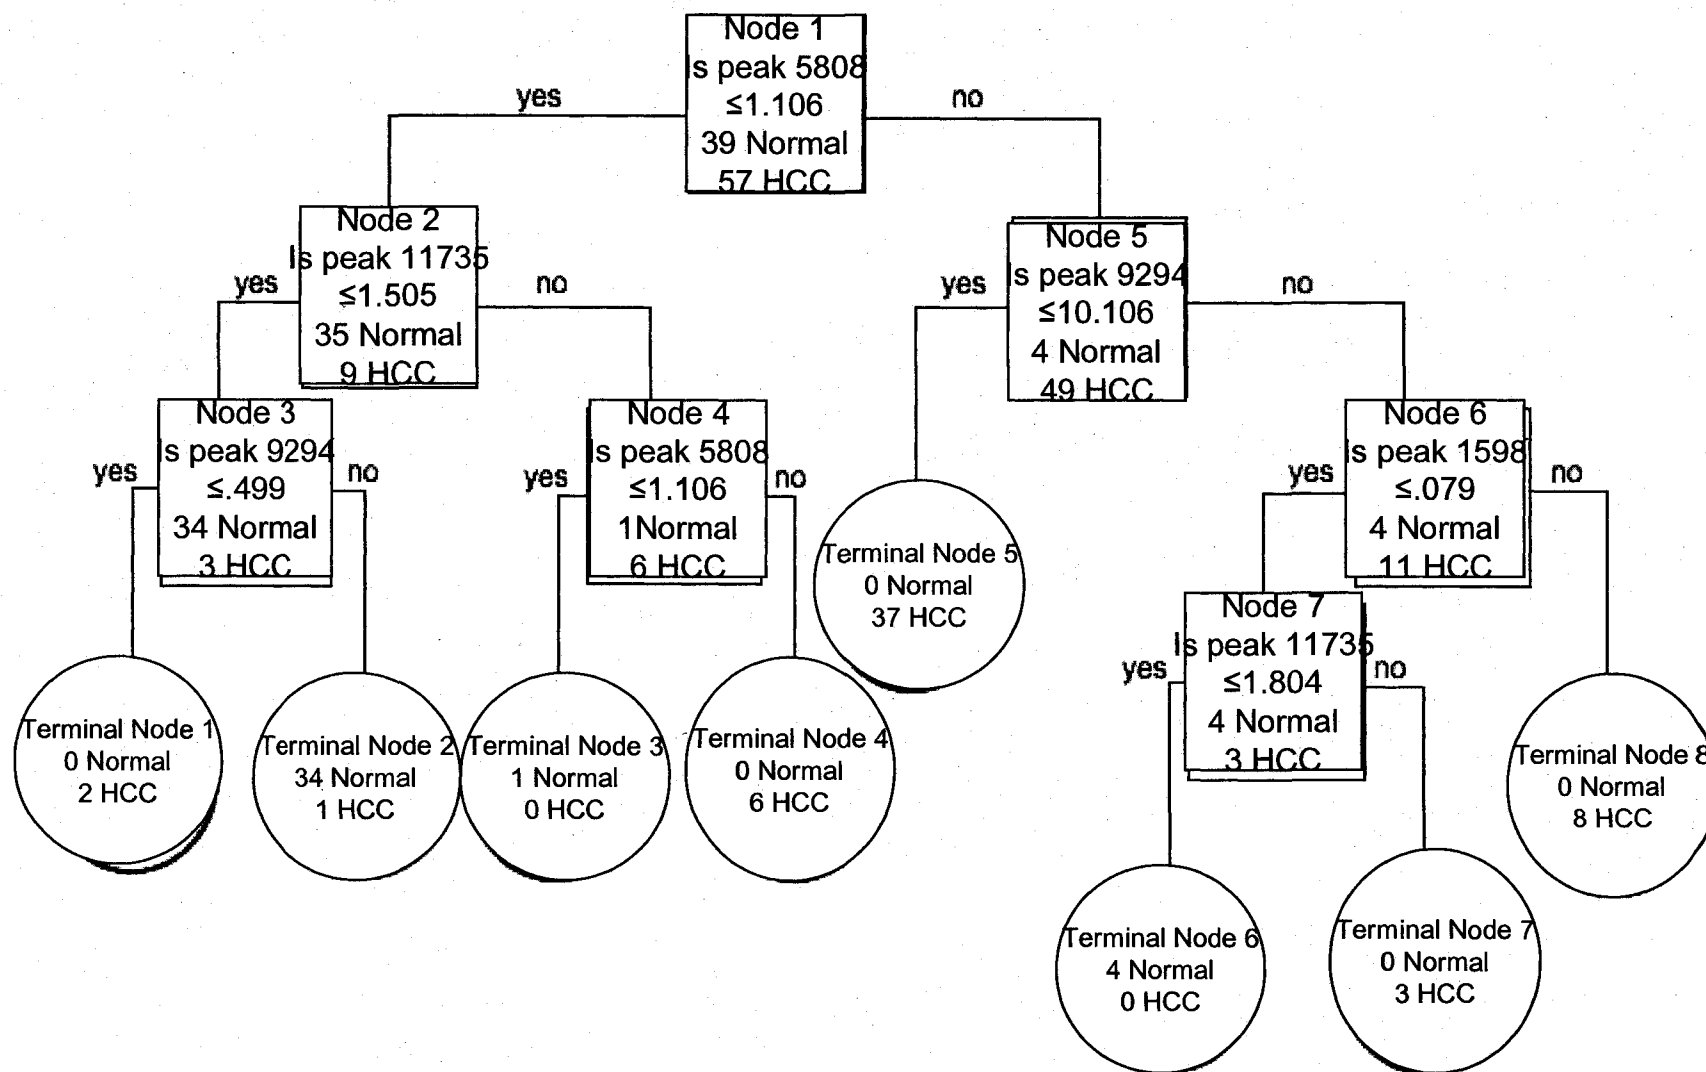 Node 1
Is peak 5808
≤1.106
39 Normal
57 HCC
yes
no
Node 2
Is peak 11735
≤1.505
35 Normal
9 HCC
yes
no
Node 5
Is peak 9294
≤10.106
4 Normal
49 HCC
yes
no
Node 3
Is peak 9294
≤.499
34 Normal
3 HCC
yes
no
Node 4
Is peak 5808
≤1.106
1Normal
6 HCC
yes
no
Node 6
Is peak 1598
≤.079
4 Normal
11 HCC
yes
no
Terminal Node 5
0 Normal
37 HCC
Node 7
Is peak 11735
≤1.804
4 Normal
3 HCC
yes
no
Terminal Node 1
0 Normal
2 HCC
Terminal Node 2
34 Normal
1 HCC
Terminal Node 3
1 Normal
0 HCC
Terminal Node 4
0 Normal
6 HCC
Terminal Node 8
0 Normal
8 HCC
Terminal Node 6
4 Normal
0 HCC
Terminal Node 7
0 Normal
3 HCC